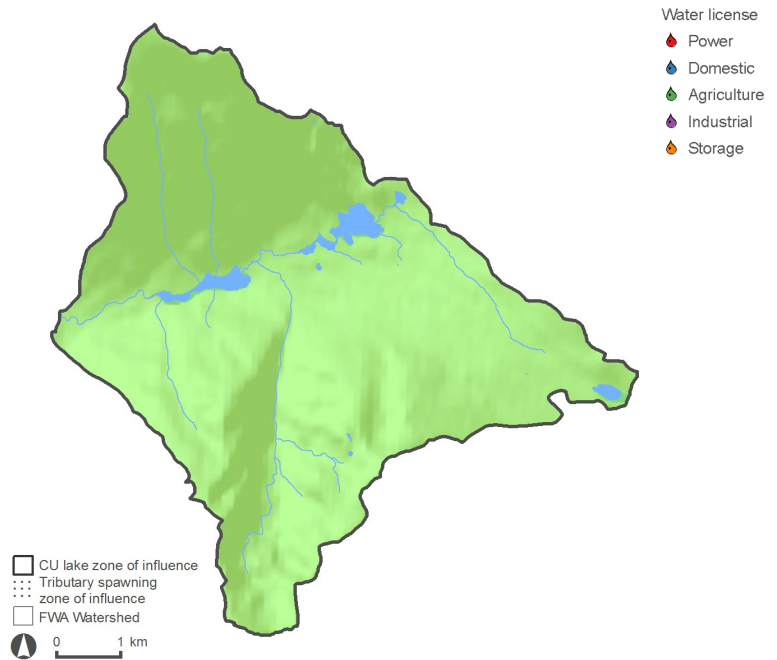 Water license
Power
Domestic
Agriculture
Industrial
Storage
CU lake zone of influence
Tributary spawning
zone of influence
FWA Watershed
0 1 km